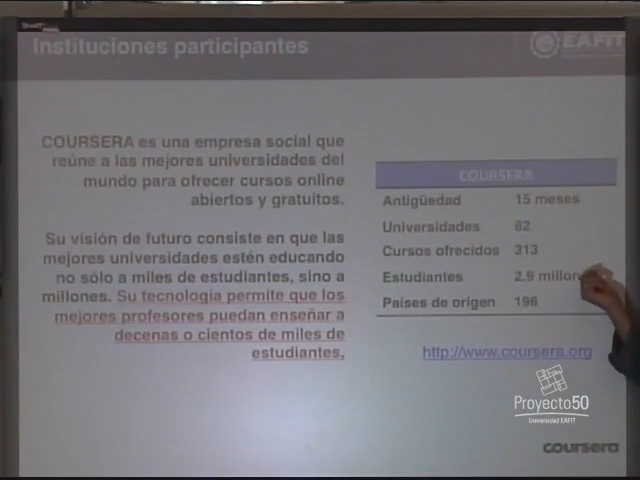 Instituciones participantes
EAFIT
COURSERA es una empresa social que
reúne a las mejores universidades del
mundo para ofrecer cursos online
abiertos y gratuitos.
Su visión de futuro consiste en que las
mejores universidades estén educando
no sólo a miles de estudiantes, sino a
millones. Su tecnología permite que los
mejores profesores puedan enseñar a
decenas o cientos de miles de
estudiantes.
COURSERA
Antigüedad 15 meses
Universidades 62
Cursos ofrecidos 313
Estudiantes 2.9
Paises de origen 196
http://www.coursera.org
Proyecto50
Universidad EAFIT
coursera